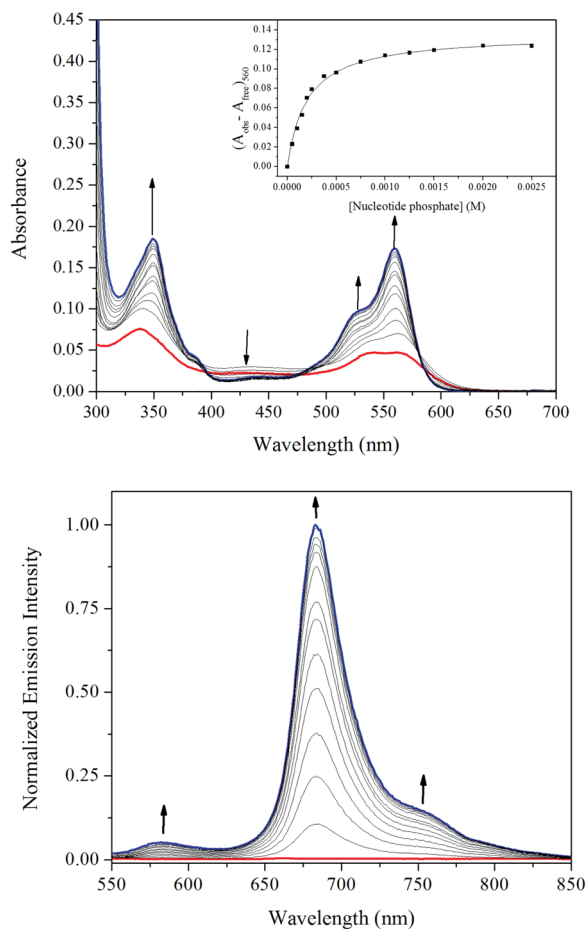 0.45
0.40
0.35
0.30
0.25
0.20
0.15
0.10
0.05
0.00
Absorbance
300 350 400 450 500 550 600 650 700
Wavelength (nm)
0.14
0.12
0.10
0.08
0.06
0.04
0.02
0.00
(A obs - A free) 560
0.0000 0.0005 0.0010 0.0015 0.0020 0.0025
[Nucleotide phosphate] (M)
1.00
0.75
0.50
0.25
0.00
Normalized Emission Intensity
550 600 650 700 750 800 850
Wavelength (nm)